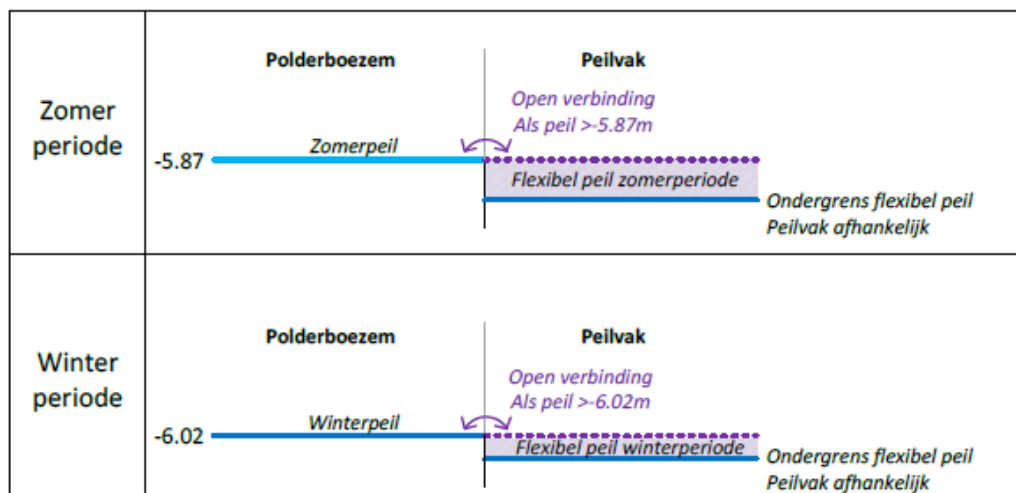 Polderboezem
Peilvak
Zomer
periode
Open verbinding
Als peil >-5.87m
Zomerpeil
-5.87
Flexibel peil zomerperiode
Ondergrens flexibel peil
Peilvak afhankelijk
Polderboezem
Peilvak
Winter
periode
Open verbinding
Als peil >-6.02m
Winterpeil
-6.02
Flexibel peil winterperiode
Ondergrens flexibel peil
Peilvak afhankelijk